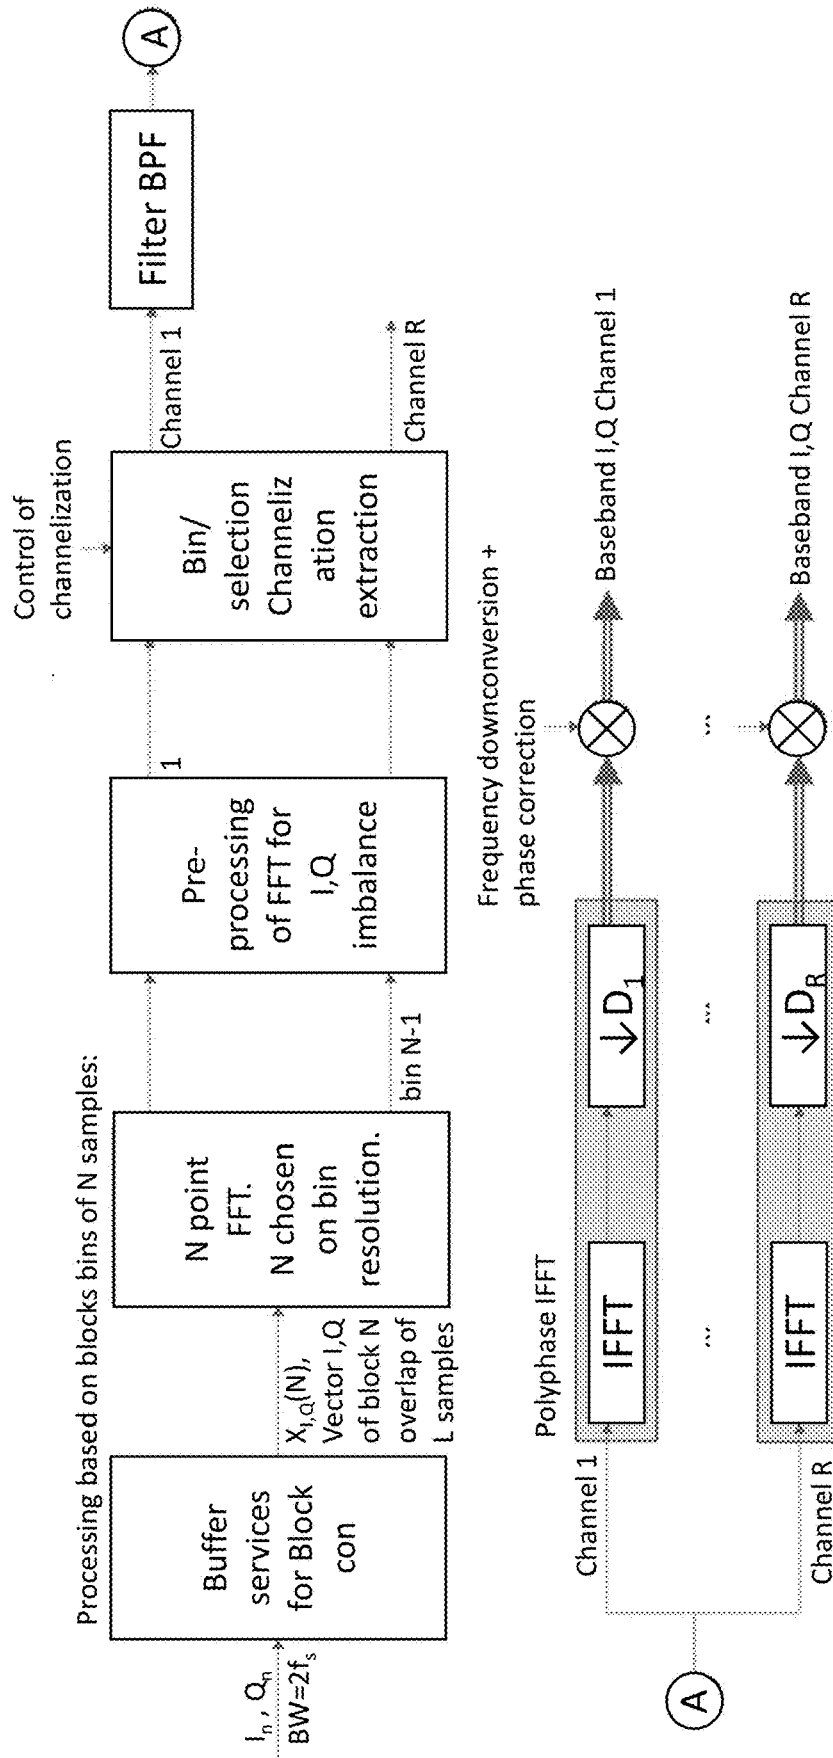 Processing based on blocks bins of N samples:
I_n , Q_n
BW=2f_s
Buffer
services
for Block
con
X_I,Q(N),
Vector I,Q
of block N
overlap of
L samples
N point
FFT.
N chosen
on bin
resolution.
bin N-1
Pre-
processing
of FFT for
I,Q
imbalance
1
Control of
channelization
Bin/
selection
Channeliz
ation
extraction
Channel 1
Channel R
Filter BPF
A
A
Channel 1
Channel R
Polyphase IFFT
IFFT
↓D_1
...
...
IFFT
↓D_R
Frequency downconversion +
phase correction
...
Baseband I,Q Channel 1
Baseband I,Q Channel R